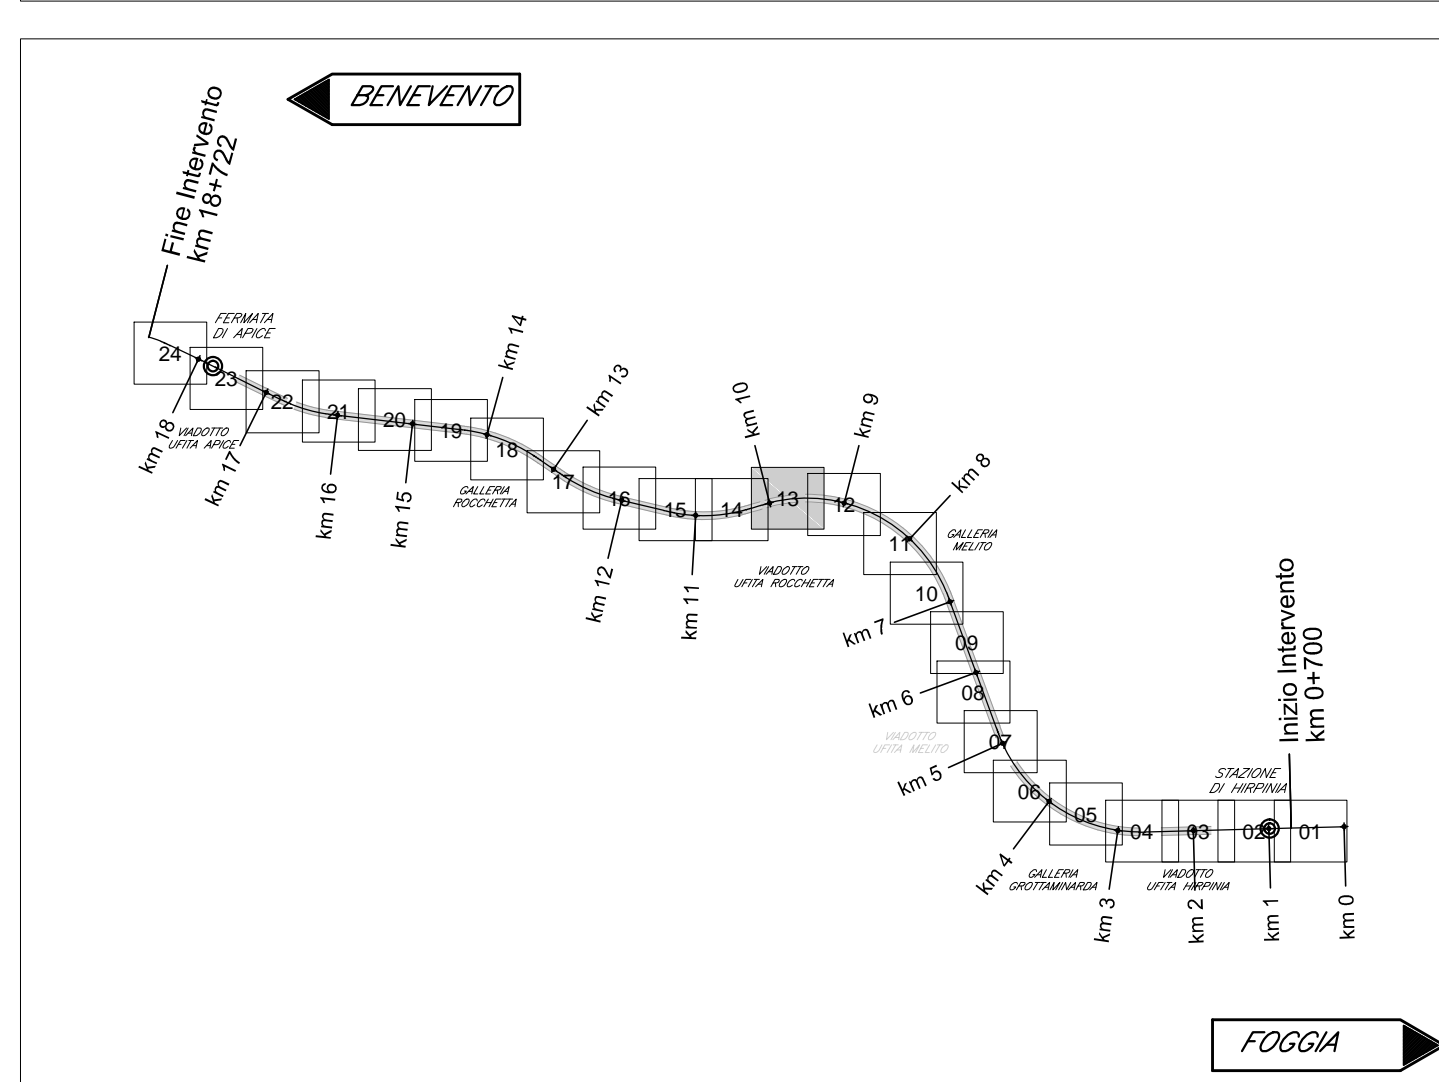 BENEVENTO
Fine Intervento
km 18+722
FERMATA
DI APICE
24
23
22
21
20
19
18
17
16
15
14
13
12
11
10
09
08
07
06
05
04
03
02
01
km 18
VIADOTTO
UFITA APICE
km 17
km 16
km 15
km 14
GALLERIA
ROCCHETTA
km 13
km 12
km 11
km 10
VIADOTTO
UFITA ROCCHETTA
km 9
km 8
GALLERIA
MELITO
km 7
km 6
VIADOTTO
UFITA MELITO
km 5
km 4
GALLERIA
GROTTAMINARDA
km 3
VIADOTTO
UFITA HIRPINIA
km 2
STAZIONE
DI HIRPINIA
Inizio Intervento
km 0+700
km 1
km 0
FOGGIA